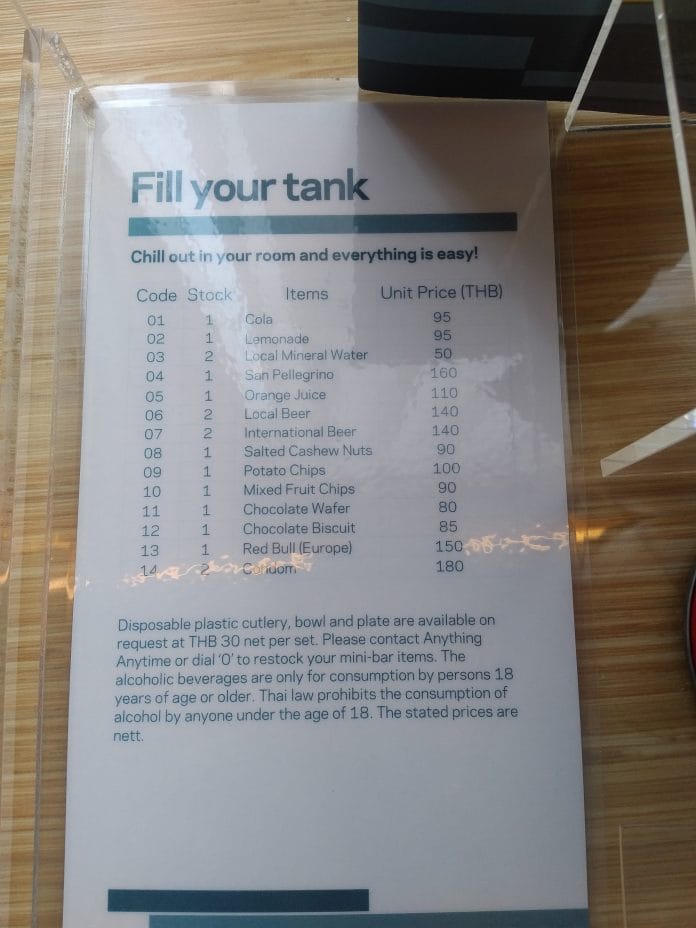 Fill your tank
Chill out in your room and everything is easy!
Code Stock Items Unit Price (THB)
01 1 Cola 95
02 1 Lemonade 95
03 2 Local Mineral Water 50
04 1 San Pellegrino 160
05 1 Orange Juice 110
06 2 Local Beer 140
07 2 International Beer 140
08 1 Salted Cashew Nuts 90
09 1 Potato Chips 100
10 1 Mixed Fruit Chips 90
11 1 Chocolate Wafer 80
12 1 Chocolate Biscuit 85
13 1 Red Bull (Europe) 150
14 2 Condom 180
Disposable plastic cutlery, bowl and plate are available on
request at THB 30 net per set. Please contact Anything
Anytime or dial '0' to restock your mini-bar items. The
alcoholic beverages are only for consumption by persons 18
years of age or older. Thai law prohibits the consumption of
alcohol by anyone under the age of 18. The stated prices are
nett.